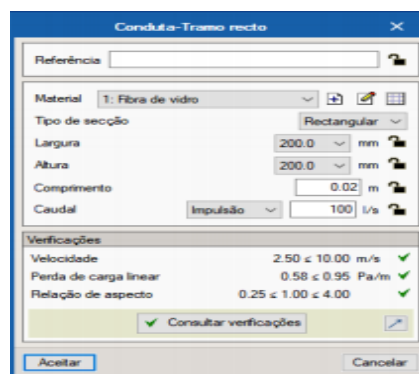 Conduta-Tramo recto
Referência
Material 1: Fibra de vidro
Tipo de secção Rectangular
Largura 200.0 mm
Altura 200.0 mm
Comprimento 0.02 m
Caudal Impulsão 100 l/s
Verificações
Velocidade 2.50 ≤ 10.00 m/s
Perda de carga linear 0.58 ≤ 0.95 Pa/m
Relação de aspecto 0.25 ≤ 1.00 ≤ 4.00
Consultar verificações
Aceitar Cancelar